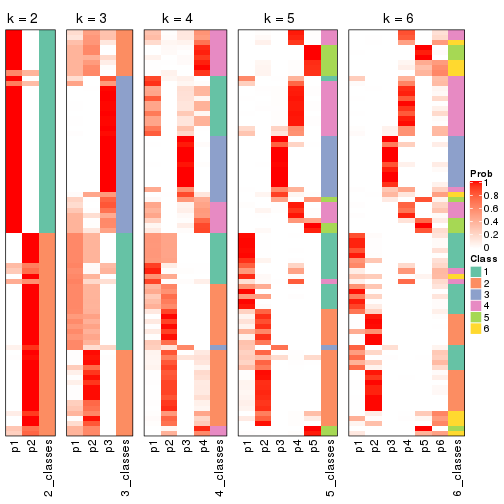 k = 2
k = 3
k = 4
k = 5
k = 6
Prob
1
0.8
0.6
0.4
0.2
0
Class
1
2
3
4
5
6
p1 p2 2_classes
p1 p2 p3 3_classes
p1 p2 p3 p4 4_classes
p1 p2 p3 p4 p5 5_classes
p1 p2 p3 p4 p5 p6 6_classes